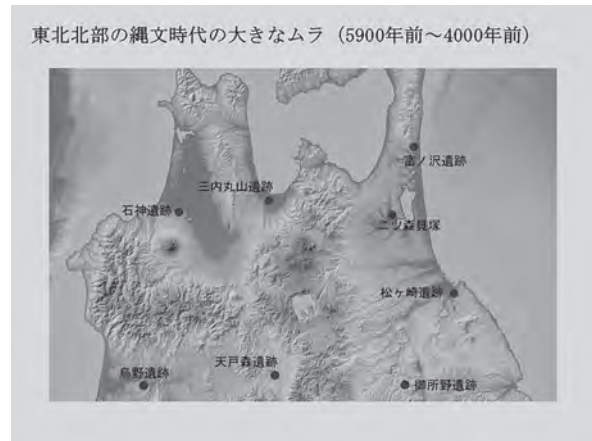 東北北部の縄文時代の大きなムラ（5900年前～4000年前）
富ノ沢遺跡
三内丸山遺跡
石神遺跡
二ツ森貝塚
松ヶ崎遺跡
天戸森遺跡
烏野遺跡
御所野遺跡